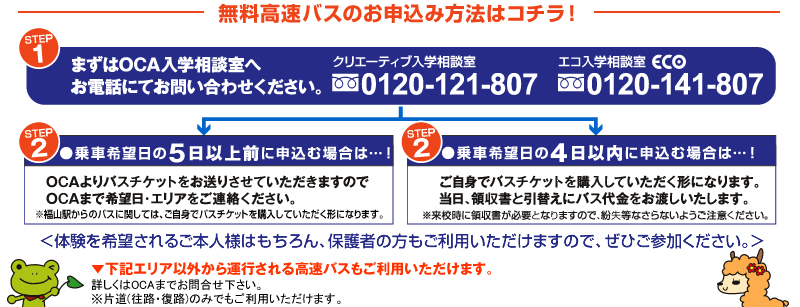 無料高速バスのお申込み方法はコチラ！
STEP
1
まずはOCA入学相談室へ
お電話にてお問い合わせください。
クリエーティブ入学相談室
0120-121-807
エコ入学相談室 ECO
0120-141-807
STEP
2
●乗車希望日の5日以上前に申込む場合は…！
OCAよりバスチケットをお送りさせていただきますので
OCAまで希望日・エリアをご連絡ください。
※福山駅からのバスに関しては、ご自身でバスチケットを購入していただく形になります。
STEP
2
●乗車希望日の4日以内に申込む場合は…！
ご自身でバスチケットを購入していただく形になります。
当日、領収書と引替えにバス代金をお渡しいたします。
※来校時に領収書が必要となりますので、紛失等なさらないようご注意ください。
＜体験を希望されるご本人様はもちろん、保護者の方もご利用いただけますので、ぜひご参加ください。＞
▼下記エリア以外から運行される高速バスもご利用いただけます。
詳しくはOCAまでお問合せ下さい。
※片道(往路・復路)のみでもご利用いただけます。